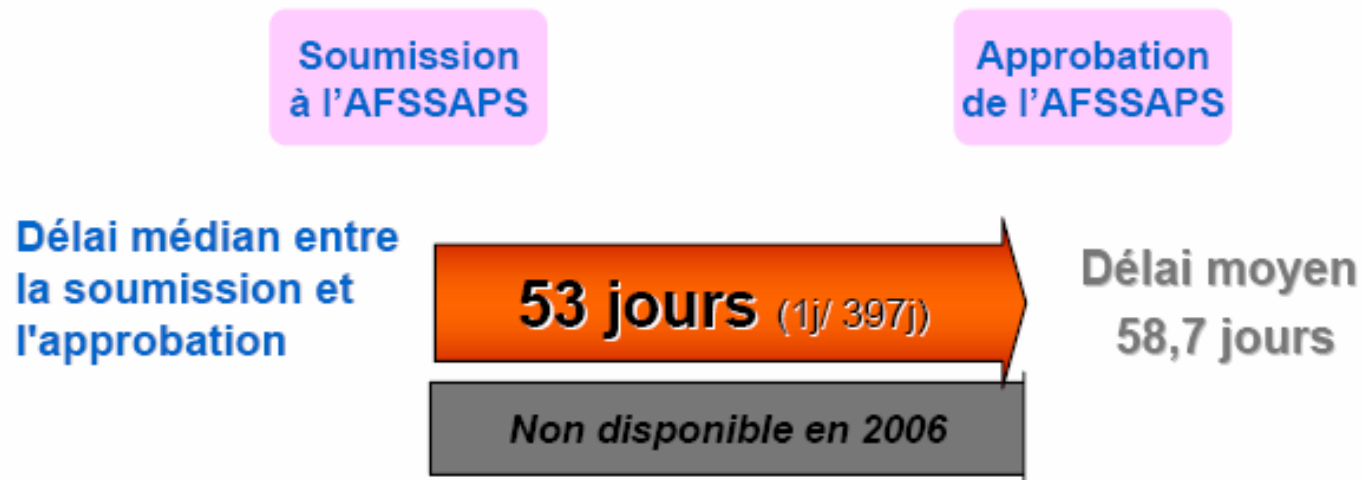 Soumission
à l'AFSSAPS
Approbation
de l'AFSSAPS
Délai médian entre
la soumission et
l'approbation
53 jours (1j/ 397j)
Délai moyen
58,7 jours
Non disponible en 2006